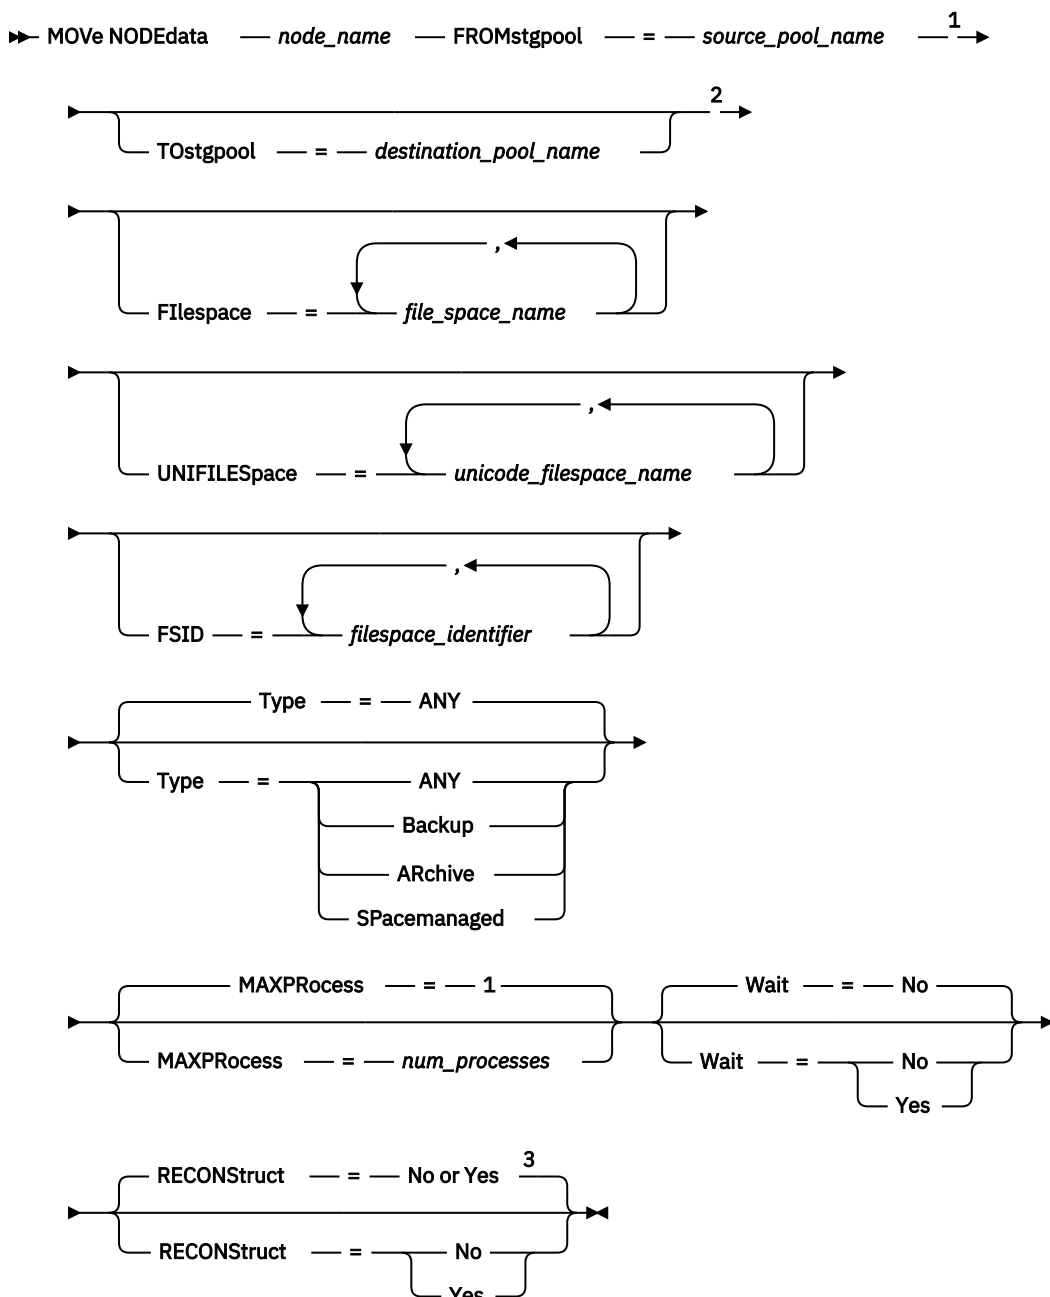 MOVe NODEdata node_name FROMstgpool = source_pool_name 1
2
TOstgpool = destination_pool_name
,
FIlespace = file_space_name
,
UNIFILESpace = unicode_filespace_name
,
FSID = filespace_identifier
Type = ANY
Type = ANY
Backup
ARchive
SPacemanaged
MAXPRocess = 1 Wait = No
MAXPRocess = num_processes Wait = No
Yes
RECONStruct = No or Yes 3
RECONStruct = No
Yes